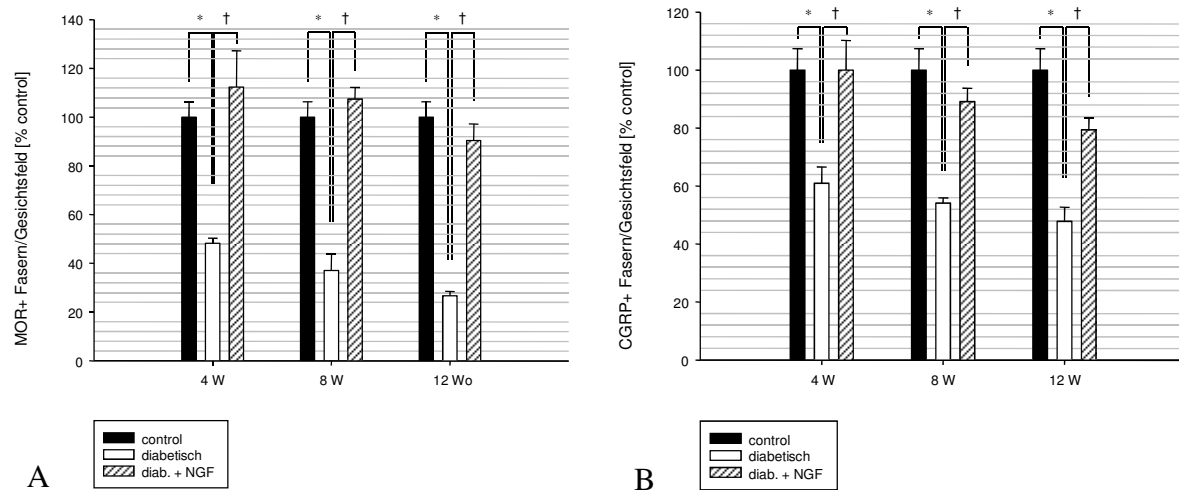 MOR+ Fasern/Gesichtsfeld [% control]
140
120
100
80
60
40
20
0
* †
* †
* †
4 W
8 W
12 Wo
control
diabetisch
diab. + NGF
A
CGRP+ Fasern/Gesichtsfeld [% control]
120
100
80
60
40
20
0
* †
* †
* †
4 W
8 W
12 W
control
diabetisch
diab. + NGF
B